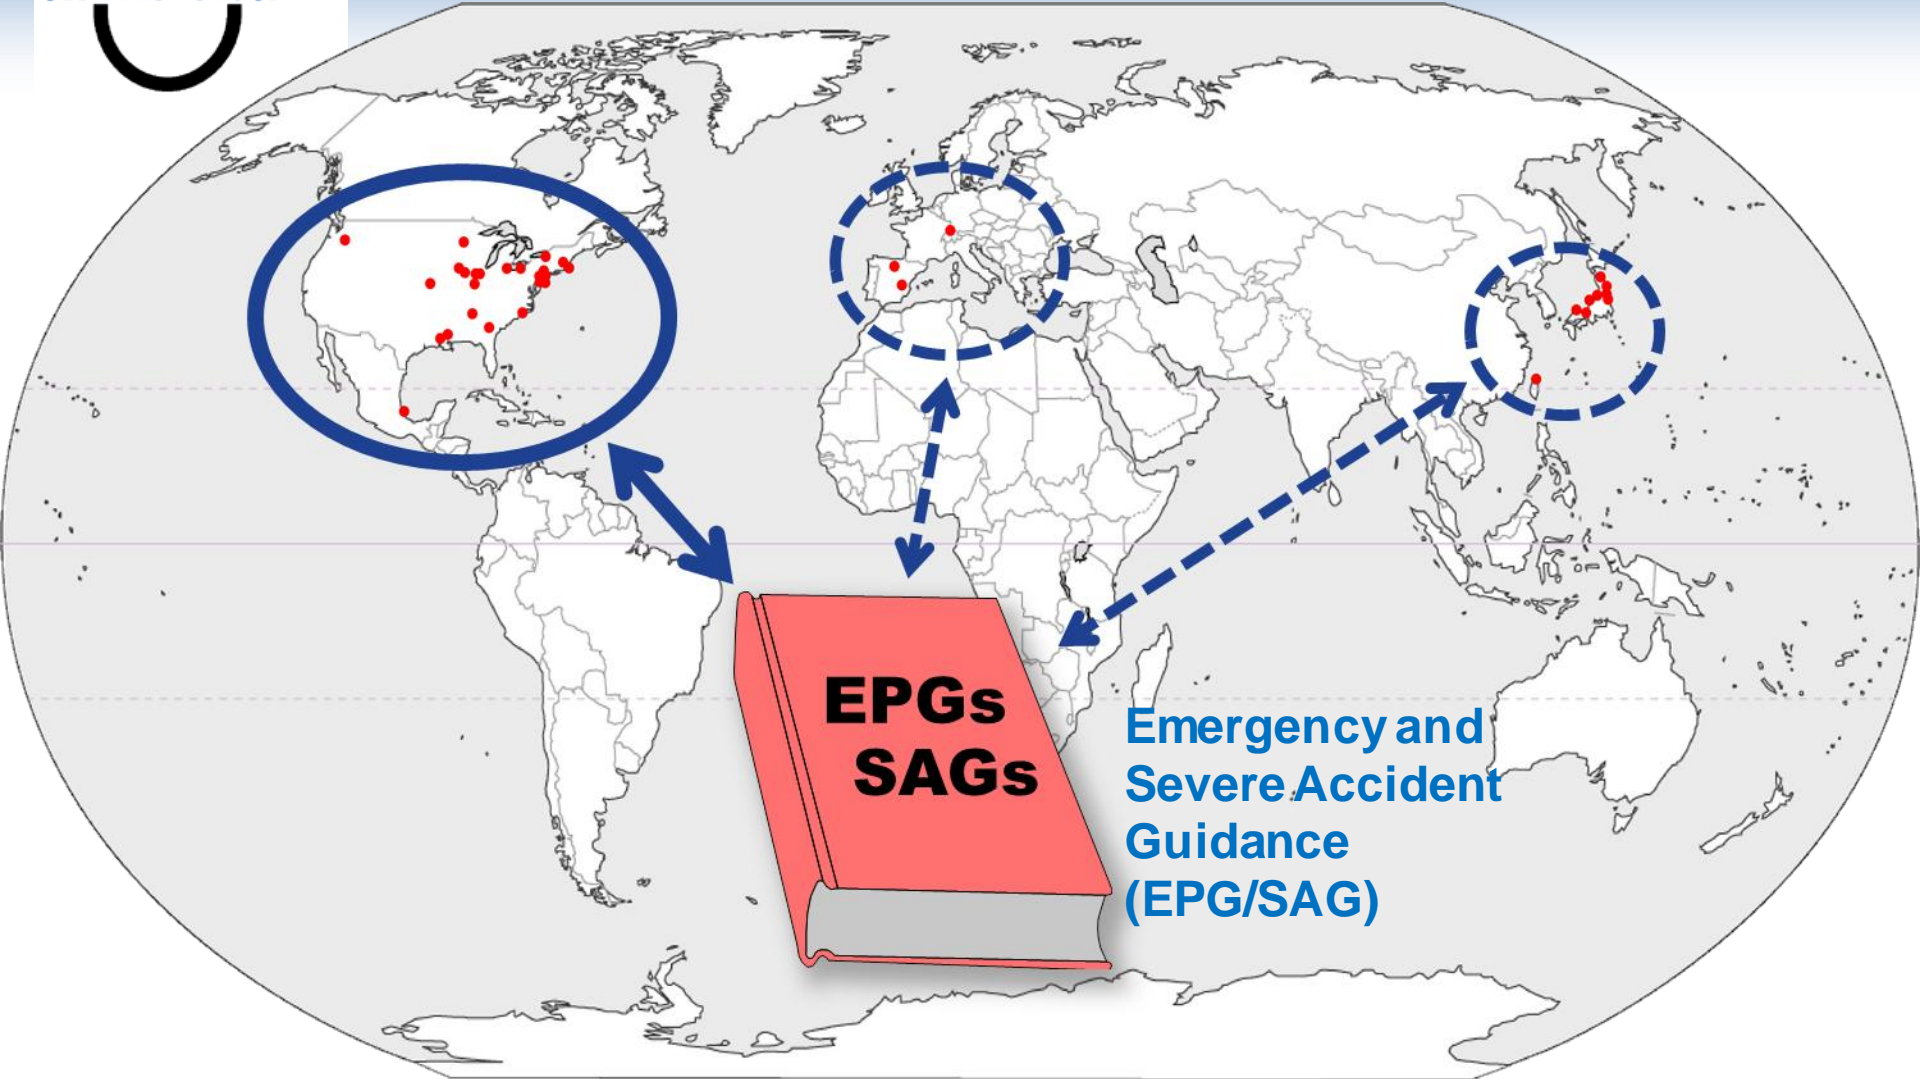 EPGs
SAGs
Emergency and
Severe Accident
Guidance
(EPG/SAG)